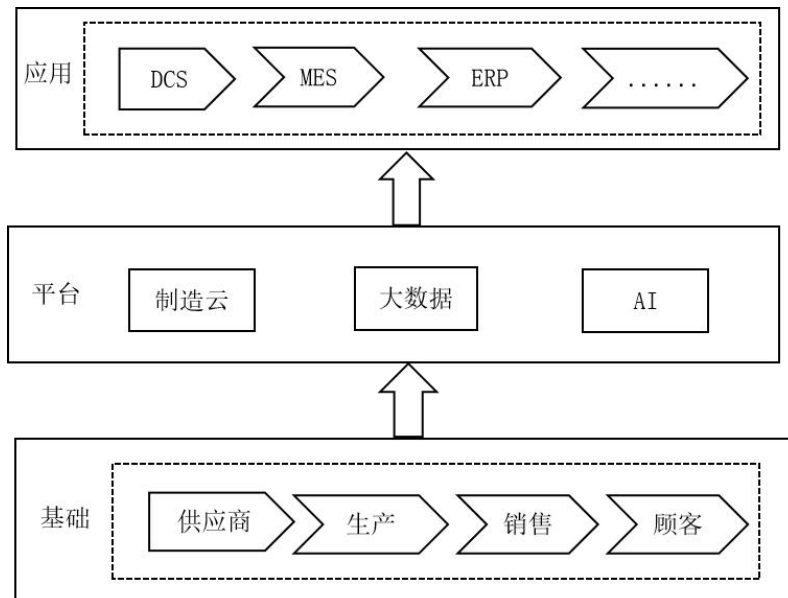 应用
DCS
MES
ERP
......
平台
制造云
大数据
AI
基础
供应商
生产
销售
顾客